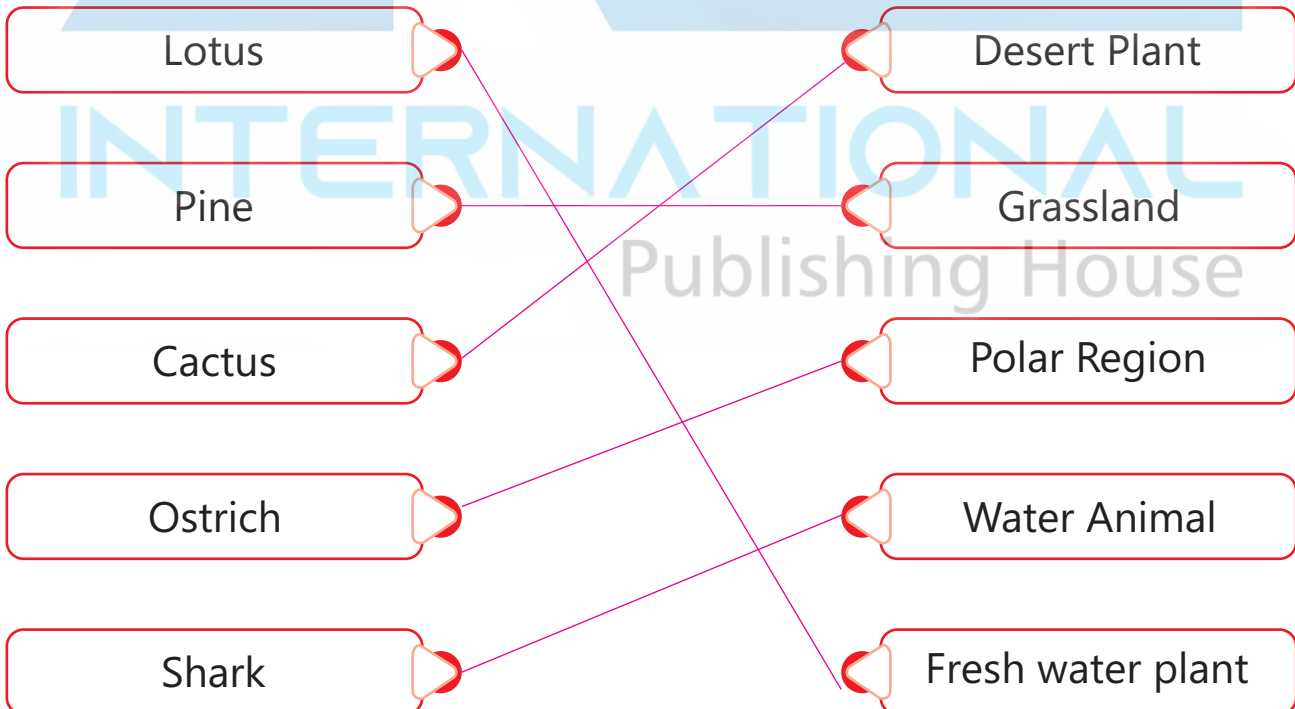 Lotus
Desert Plant
INTERNATIONAL
Pine
Grassland
Publishing House
Cactus
Polar Region
Ostrich
Water Animal
Shark
Fresh water plant